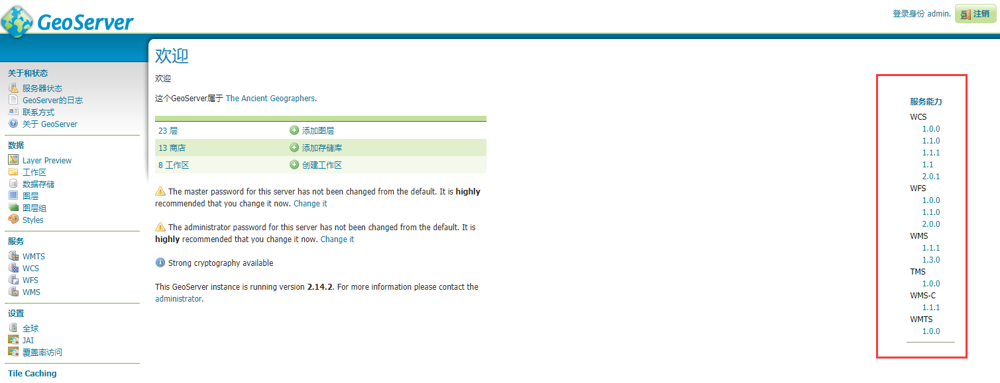 GeoServer
登录身份 admin.
注销
关于和状态
服务器状态
GeoServer的日志
联系方式
关于 GeoServer
数据
Layer Preview
工作区
数据存储
图层
图层组
Styles
服务
WMTS
WCS
WFS
WMS
设置
全球
JAI
覆盖率访问
Tile Caching
欢迎
欢迎
这个GeoServer属于 The Ancient Geographers.
23 层 添加图层
13 商店 添加存储库
8 工作区 创建工作区
The master password for this server has not been changed from the default. It is highly
recommended that you change it now. Change it
The administrator password for this server has not been changed from the default. It is
highly recommended that you change it now. Change it
Strong cryptography available
This GeoServer instance is running version 2.14.2. For more information please contact the
administrator.
服务能力
WCS
1.0.0
1.1.0
1.1.1
1.1
2.0.1
WFS
1.0.0
1.1.0
2.0.0
WMS
1.1.1
1.3.0
TMS
1.0.0
WMS-C
1.1.1
WMTS
1.0.0